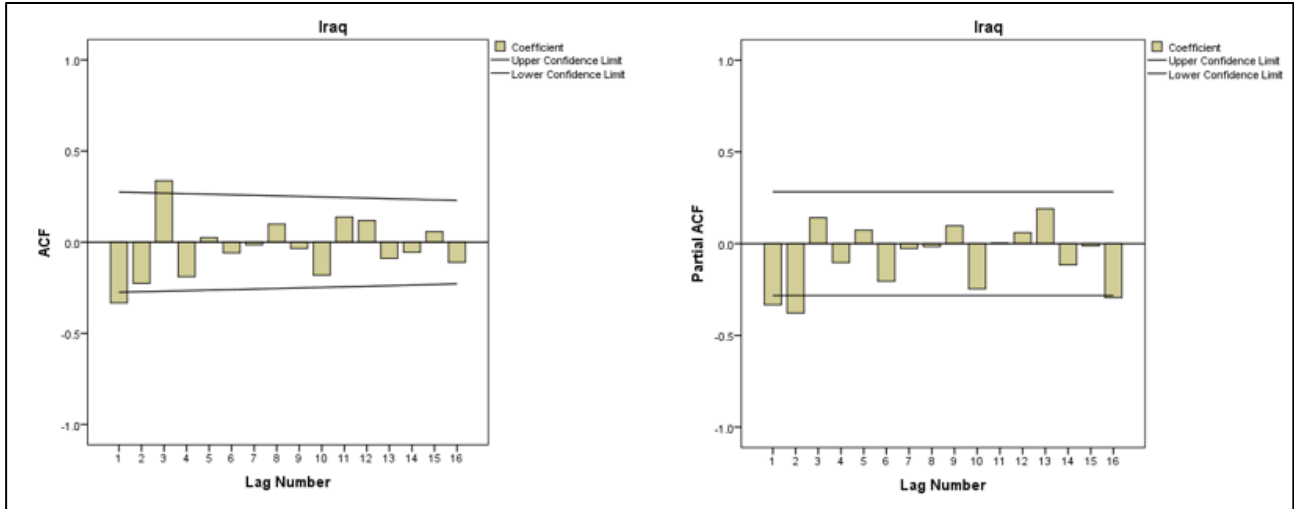 Iraq
Coefficient
Upper Confidence Limit
Lower Confidence Limit
1.0
0.5
0.0
-0.5
-1.0
ACF
1 2 3 4 5 6 7 8 9 10 11 12 13 14 15 16
Lag Number
Iraq
Coefficient
Upper Confidence Limit
Lower Confidence Limit
1.0
0.5
0.0
-0.5
-1.0
Partial ACF
1 2 3 4 5 6 7 8 9 10 11 12 13 14 15 16
Lag Number